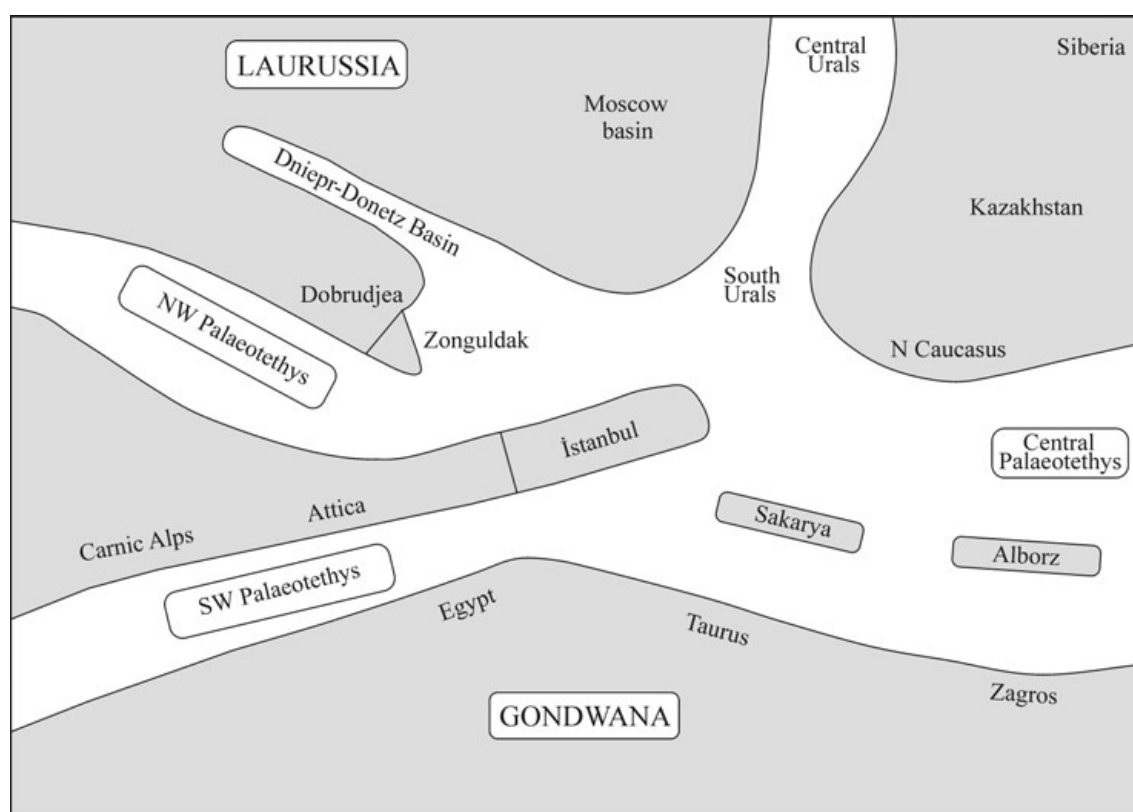 Central
Urals
Siberia
LAURUSSIA
Moscow
basin
Dniepr-Donetz Basin
Kazakhstan
South
Urals
Dobrudjea
NW Palaeotethys
Zonguldak
N Caucasus
İstanbul
Central
Palaeotethys
Attica
Sakarya
Carnic Alps
Alborz
SW Palaeotethys
Egypt
Taurus
Zagros
GONDWANA